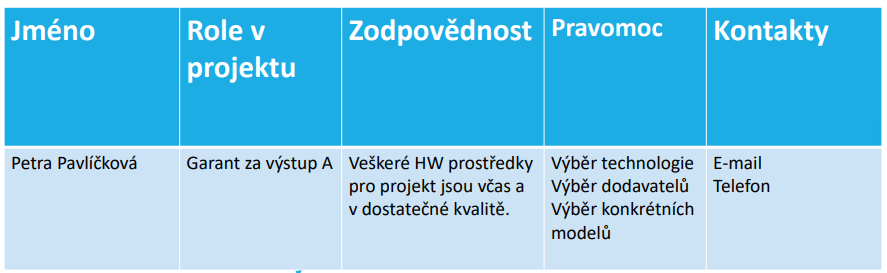 Jméno
Role v
projektu
Zodpovědnost
Pravomoc
Kontakty
Petra Pavlíčková
Garant za výstup A
Veškeré HW prostředky
pro projekt jsou včas a
v dostatečné kvalitě.
Výběr technologie
Výběr dodavatelů
Výběr konkrétních
modelů
E-mail
Telefon